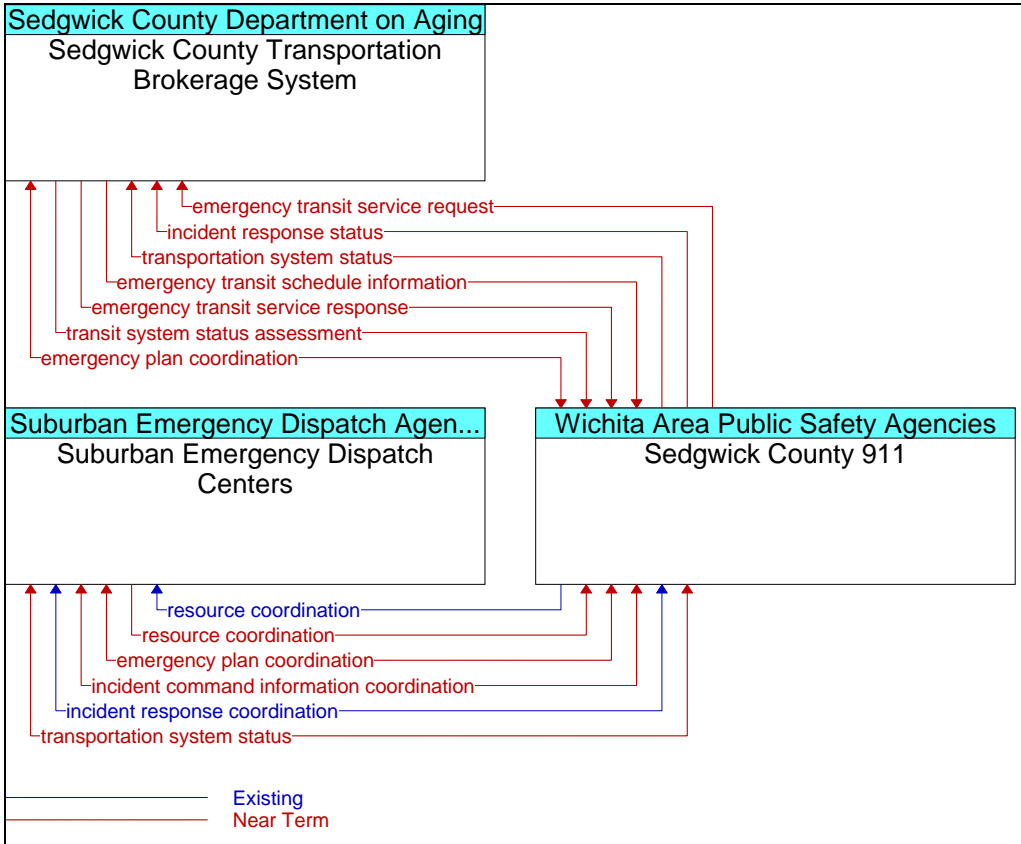 Sedgwick County Department on Aging
Sedgwick County Transportation
Brokerage System
emergency transit service request
incident response status
transportation system status
emergency transit schedule information
emergency transit service response
transit system status assessment
emergency plan coordination
Suburban Emergency Dispatch Agen...
Suburban Emergency Dispatch
Centers
Wichita Area Public Safety Agencies
Sedgwick County 911
resource coordination
resource coordination
emergency plan coordination
incident command information coordination
incident response coordination
transportation system status
Existing
Near Term